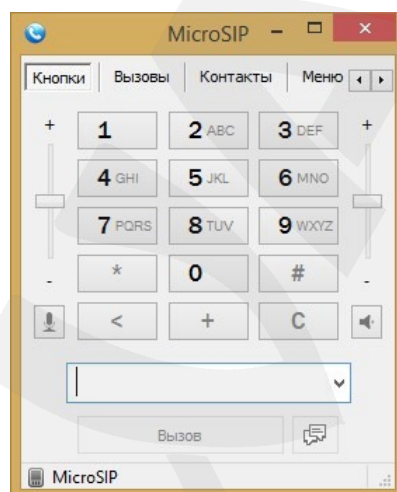 MicroSIP
Кнопки Вызовы Контакты Меню
+ 1 2 ABC 3 DEF +
4 GHI 5 JKL 6 MNO
7 PQRS 8 TUV 9 WXYZ
- * 0 # -
< + C
Вызов
MicroSIP